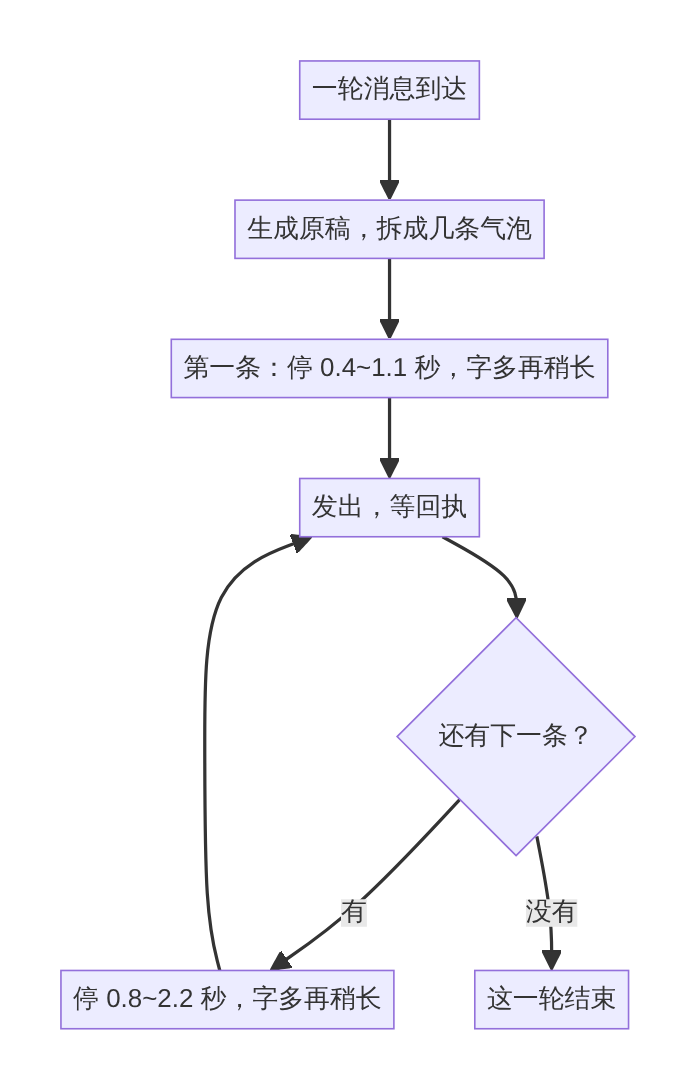 一轮消息到达
生成原稿，拆成几条气泡
第一条：停 0.4~1.1 秒，字多再稍长
发出，等回执
还有下一条？
有
没有
停 0.8~2.2 秒，字多再稍长
这一轮结束